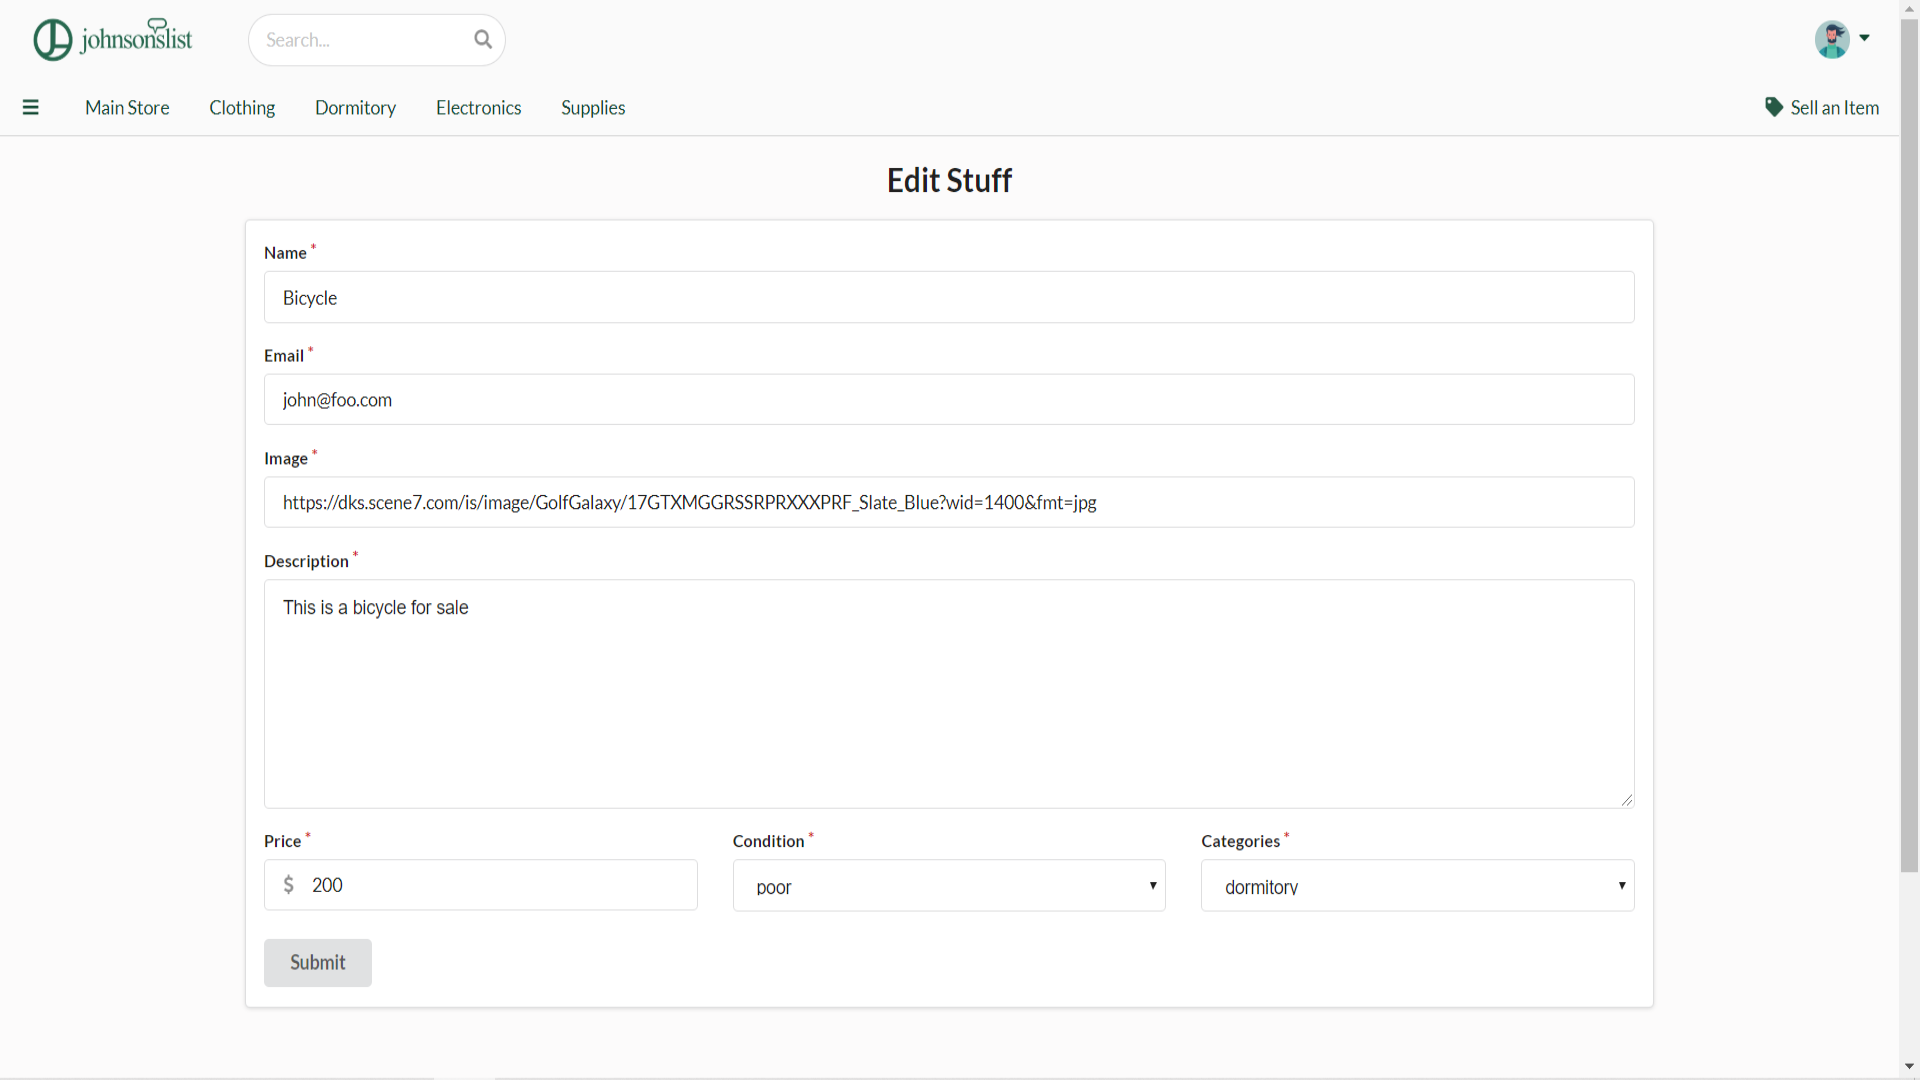 johnsonslist
Search...
Main Store
Clothing
Dormitory
Electronics
Supplies
Sell an Item
Edit Stuff
Name *
Bicycle
Email *
john@foo.com
Image *
https://dks.scene7.com/is/image/GolfGalaxy/17GTXMGGRSSRPRXXXPRF_Slate_Blue?wid=1400&fmt=jpg
Description *
This is a bicycle for sale
Price *
Condition *
Categories *
$ 200
poor
dormitory
Submit